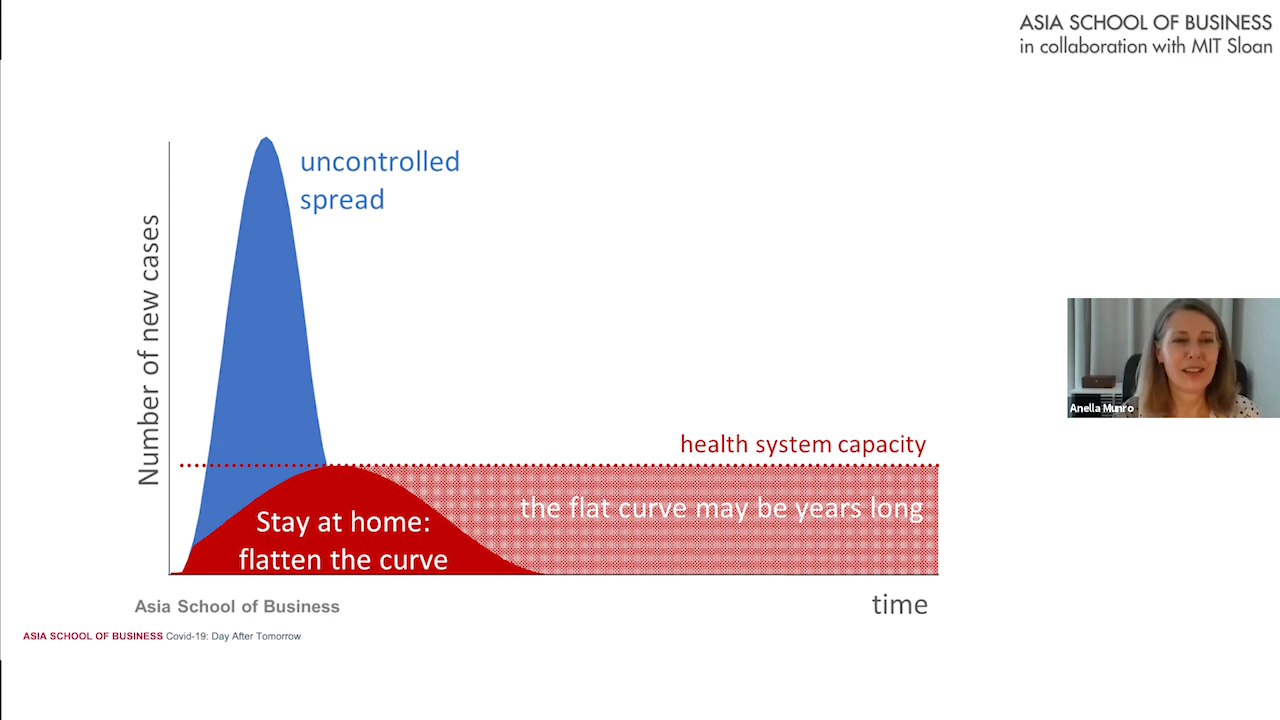 ASIA SCHOOL OF BUSINESS
in collaboration with MIT Sloan
uncontrolled
spread
Number of new cases
health system capacity
the flat curve may be years long
Stay at home:
flatten the curve
Anella Munro
time
Asia School of Business
ASIA SCHOOL OF BUSINESS Covid-19: Day After Tomorrow